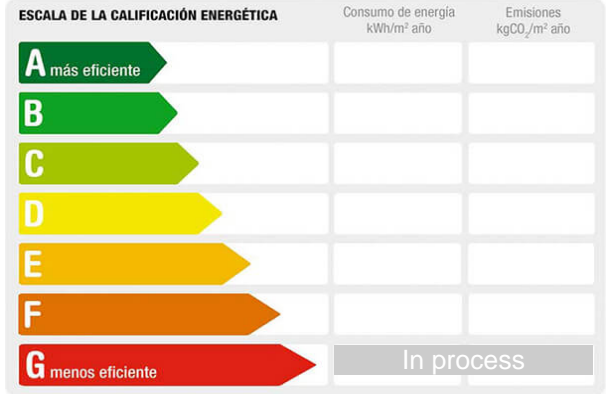 ESCALA DE LA CALIFICACIÓN ENERGÉTICA
Consumo de energía
kWh/m² año
Emisiones
kgCO₂/m² año
A más eficiente
B
C
D
E
F
G menos eficiente
In process